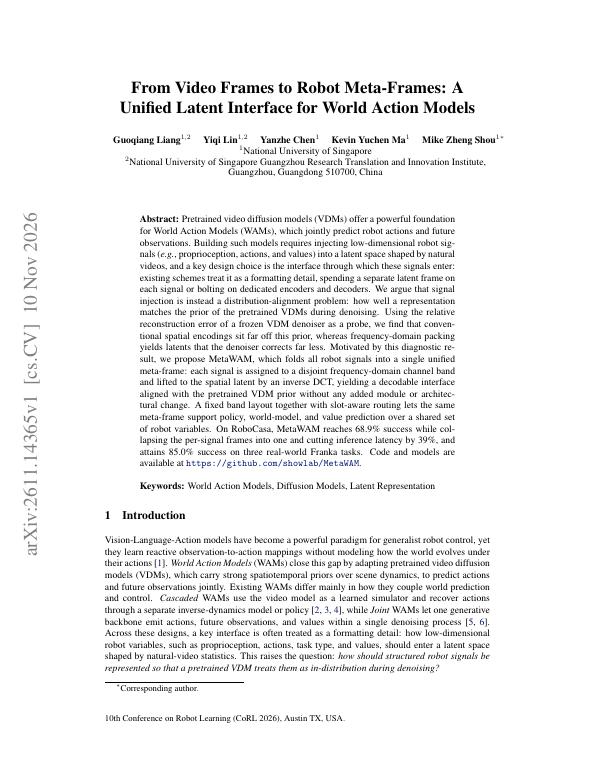 From Video Frames to Robot Meta-Frames: A
Unified Latent Interface for World Action Models
Guoqiang Liang1,2 Yiqi Lin1,2 Yanzhe Chen1 Kevin Yuchen Ma1 Mike Zheng Shou1*
1National University of Singapore
2National University of Singapore Guangzhou Research Translation and Innovation Institute,
Guangzhou, Guangdong 510700, China
Abstract: Pretrained video diffusion models (VDMs) offer a powerful foundation
for World Action Models (WAMs), which jointly predict robot actions and future
observations. Building such models requires injecting low-dimensional robot sig-
nals (e.g., proprioception, actions, and values) into a latent space shaped by natural
videos, and a key design choice is the interface through which these signals enter:
existing schemes treat it as a formatting detail, spending a separate latent frame on
each signal or bolting on dedicated encoders and decoders. We argue that signal
injection is instead a distribution-alignment problem: how well a representation
matches the prior of the pretrained VDMs during denoising. Using the relative
reconstruction error of a frozen VDM denoiser as a probe, we find that conven-
tional spatial encodings sit far off this prior, whereas frequency-domain packing
yields latents that the denoiser corrects far less. Motivated by this diagnostic re-
sult, we propose MetaWAM, which folds all robot signals into a single unified
meta-frame: each signal is assigned to a disjoint frequency-domain channel band
and lifted to the spatial latent by an inverse DCT, yielding a decodable interface
aligned with the pretrained VDM prior without any added module or architec-
tural change. A fixed band layout together with slot-aware routing lets the same
meta-frame support policy, world-model, and value prediction over a shared set
of robot variables. On RoboCasa, MetaWAM reaches 68.9% success while col-
lapsing the per-signal frames into one and cutting inference latency by 39%, and
attains 85.0% success on three real-world Franka tasks. Code and models are
available at https://github.com/showlab/MetaWAM.
Keywords: World Action Models, Diffusion Models, Latent Representation
1 Introduction
Vision-Language-Action models have become a powerful paradigm for generalist robot control, yet
they learn reactive observation-to-action mappings without modeling how the world evolves under
their actions [1]. World Action Models (WAMs) close this gap by adapting pretrained video diffusion
models (VDMs), which carry strong spatiotemporal priors over scene dynamics, to predict actions
and future observations jointly. Existing WAMs differ mainly in how they couple world prediction
and control. Cascaded WAMs use the video model as a learned simulator and recover actions
through a separate inverse-dynamics model or policy [2, 3, 4], while Joint WAMs let one generative
backbone emit actions, future observations, and values within a single denoising process [5, 6].
Across these designs, a key interface is often treated as a formatting detail: how low-dimensional
robot variables, such as proprioception, actions, task type, and values, should enter a latent space
shaped by natural-video statistics. This raises the question: how should structured robot signals be
represented so that a pretrained VDM treats them as in-distribution during denoising?
*Corresponding author.
10th Conference on Robot Learning (CoRL 2026), Austin TX, USA.
arXiv:2611.14365v1 [cs.CV] 10 Nov 2026